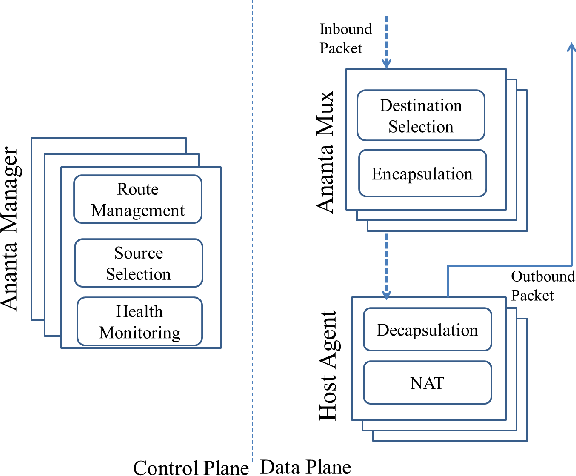 Ananta Manager
Route
Management
Source
Selection
Health
Monitoring
Inbound
Packet
Ananta Mux
Destination
Selection
Encapsulation
Outbound
Packet
Host Agent
Decapsulation
NAT
Control Plane
Data Plane